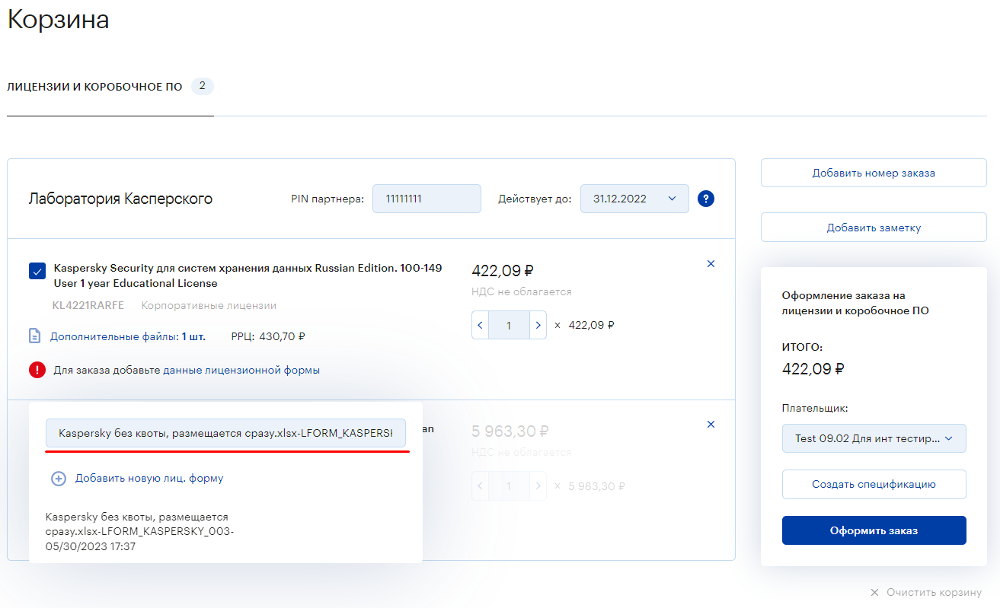 Корзина
ЛИЦЕНЗИИ И КОРОБОЧНОЕ ПО 2
Лаборатория Касперского
PIN партнера: 11111111
Действует до: 31.12.2022 ?
Kaspersky Security для систем хранения данных Russian Edition. 100-149
User 1 year Educational License
KL4221RARFE Корпоративные лицензии
Дополнительные файлы: 1 шт. РРЦ: 430,70 ₽
! Для заказа добавьте данные лицензионной формы
422,09 ₽
НДС не облагается
1 x 422,09 ₽
Kaspersky без квоты, размещается сразу.xlsx-LFORM_KASPERSI
Добавить новую лиц. форму
Kaspersky без квоты, размещается
сразу.xlsx-LFORM_KASPERSKY_003-
05/30/2023 17:37
an
5 963,30 ₽
НДС не облагается
1 x 5 963,30 ₽
Добавить номер заказа
Добавить заметку
Оформление заказа на
лицензии и коробочное ПО
ИТОГО:
422,09 ₽
Плательщик:
Test 09.02 Для инт тестир...
Создать спецификацию
Оформить заказ
Очистить корзину